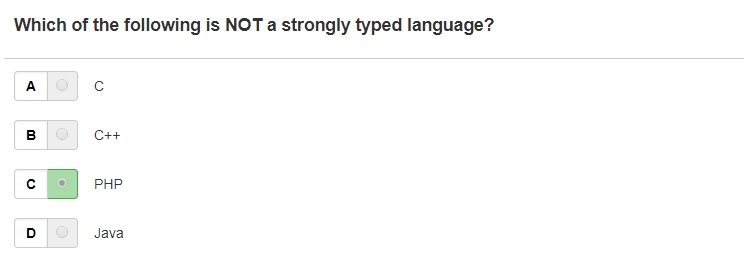 Which of the following is NOT a strongly typed language?
A C
B C++
C PHP
D Java